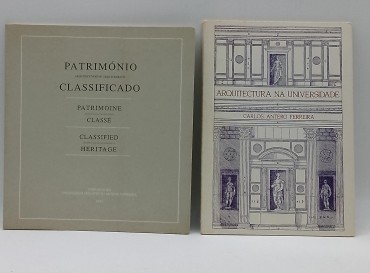 PATRIMÓNIO
CLASSIFICADO
PATRIMOINE
CLASSÉ
CLASSIFIED
HERITAGE
ARQUITECTURA NA UNIVERSIDADE
CARLOS ANTERO FERREIRA